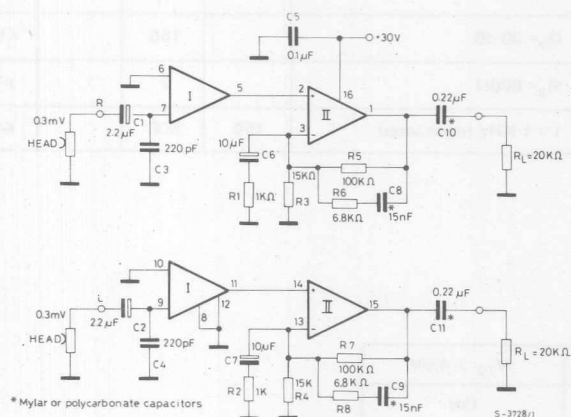 C5
+30V
0.1µF
6
I
5
2
+
II
16
1
0.22µF
*
C10
R
7
0.3mV
C1
2.2µF
HEAD
220pF
C3
3
-
10µF
C6
R5
100KΩ
R6
6.8KΩ
C8
*
15nF
R1
1KΩ
15KΩ
R3
RL=20KΩ
10
I
11
14
+
II
15
0.22µF
C11
*
L
9
8
12
0.3mV
2.2µF
C2
HEAD
220pF
C4
13
-
10µF
C7
R7
100KΩ
6.8KΩ
R8
C9
*
15nF
R2
1K
15K
R4
RL=20KΩ
* Mylar or polycarbonate capacitors
S-3728/1